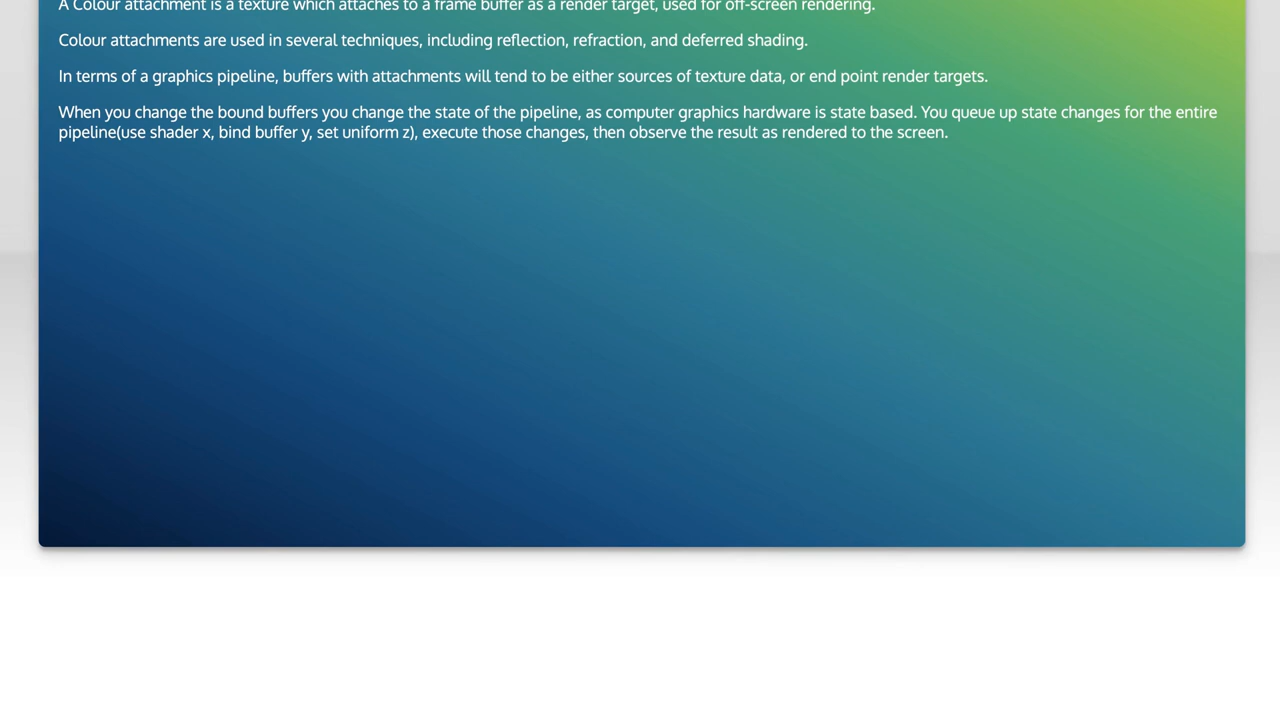 A Colour attachment is a texture which attaches to a frame buffer as a render target, used for off-screen rendering.
Colour attachments are used in several techniques, including reflection, refraction, and deferred shading.
In terms of a graphics pipeline, buffers with attachments will tend to be either sources of texture data, or end point render targets.
When you change the bound buffers you change the state of the pipeline, as computer graphics hardware is state based. You queue up state changes for the entire
pipeline(use shader x, bind buffer y, set uniform z), execute those changes, then observe the result as rendered to the screen.